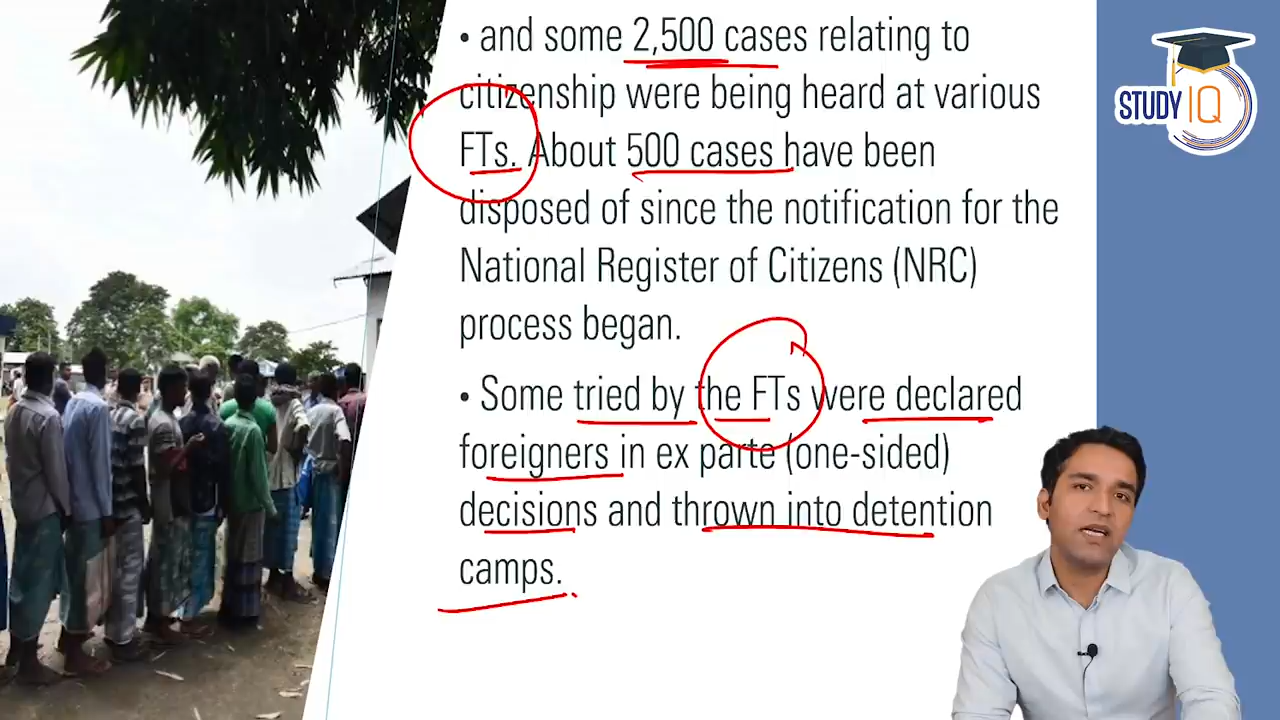 • and some 2,500 cases relating to
citizenship were being heard at various
FTs. About 500 cases have been
disposed of since the notification for the
National Register of Citizens (NRC)
process began.
• Some tried by the FTs were declared
foreigners in ex parte (one-sided)
decisions and thrown into detention
camps.
STUDY IQ